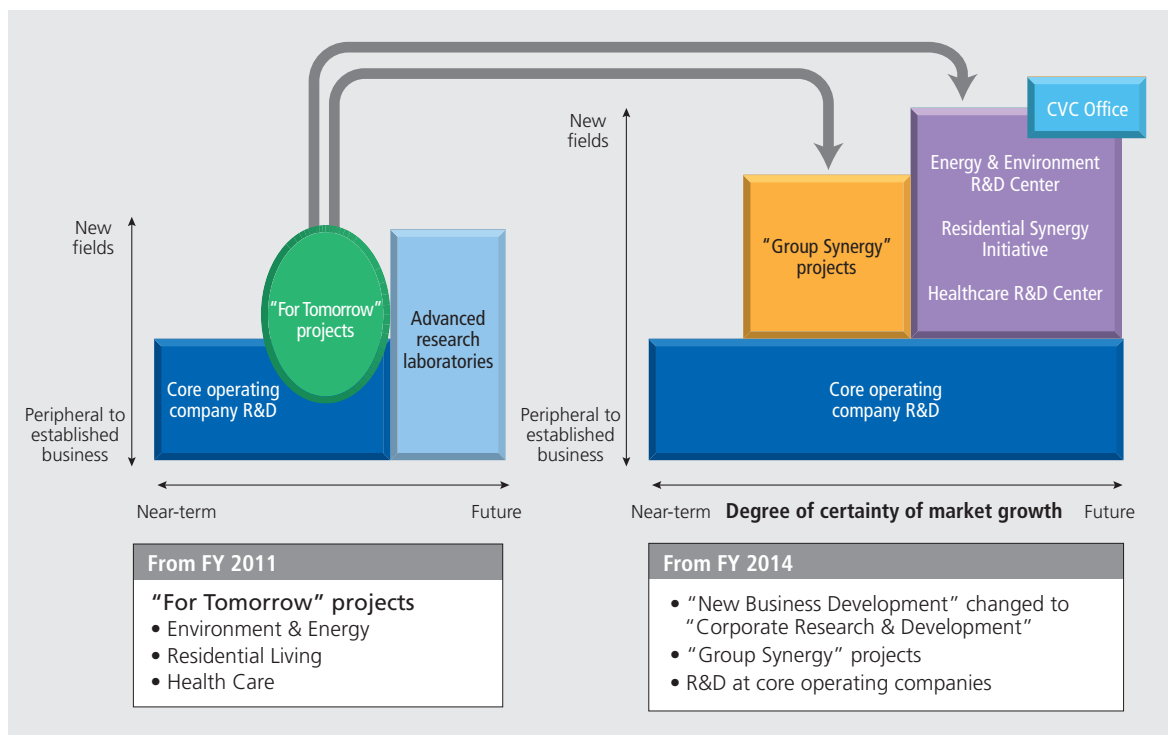 New
fields
Peripheral to
established
business
"For Tomorrow"
projects
Core operating
company R&D
Advanced
research
laboratories
Near-term
Future
From FY 2011
"For Tomorrow" projects
• Environment & Energy
• Residential Living
• Health Care
New
fields
Peripheral to
established
business
CVC Office
Energy & Environment
R&D Center
Residential Synergy
Initiative
Healthcare R&D Center
"Group Synergy"
projects
Core operating
company R&D
Near-term Degree of certainty of market growth Future
From FY 2014
• "New Business Development" changed to
"Corporate Research & Development"
• "Group Synergy" projects
• R&D at core operating companies